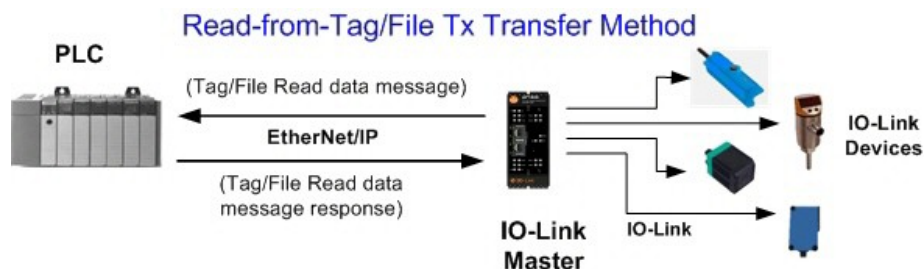 Read-from-Tag/File Tx Transfer Method
PLC
(Tag/File Read data message)
EtherNet/IP
(Tag/File Read data
message response)
IO-Link
Master
IO-Link
IO-Link
Devices